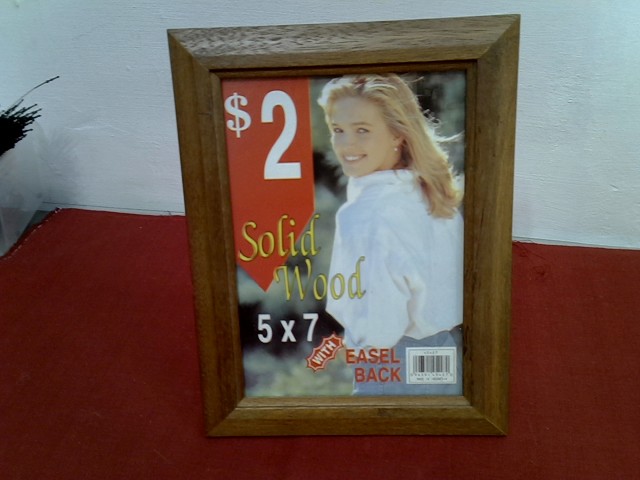 $2
Solid
Wood
5 x 7
WITH
EASEL
BACK